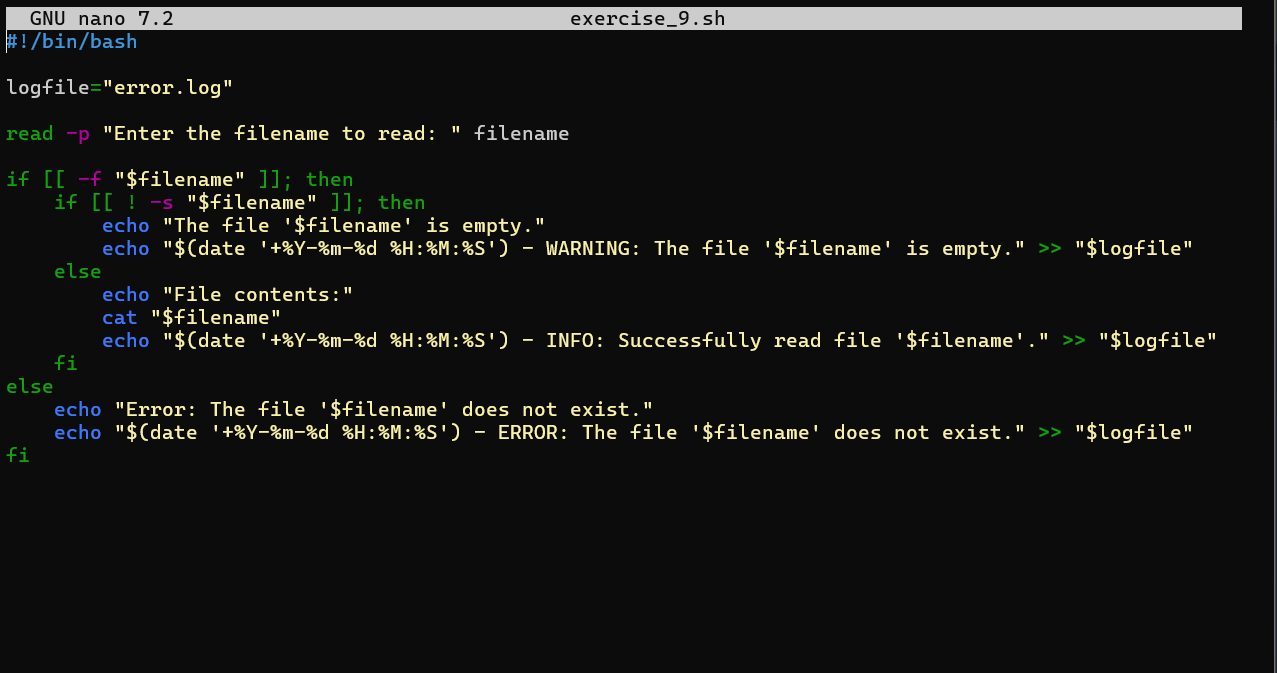 GNU nano 7.2 exercise_9.sh
#!/bin/bash

logfile="error.log"

read -p "Enter the filename to read: " filename

if [[ -f "$filename" ]]; then
    if [[ ! -s "$filename" ]]; then
        echo "The file '$filename' is empty."
        echo "$(date '+%Y-%m-%d %H:%M:%S') - WARNING: The file '$filename' is empty." >> "$logfile"
    else
        echo "File contents:"
        cat "$filename"
        echo "$(date '+%Y-%m-%d %H:%M:%S') - INFO: Successfully read file '$filename'." >> "$logfile"
    fi
else
    echo "Error: The file '$filename' does not exist."
    echo "$(date '+%Y-%m-%d %H:%M:%S') - ERROR: The file '$filename' does not exist." >> "$logfile"
fi